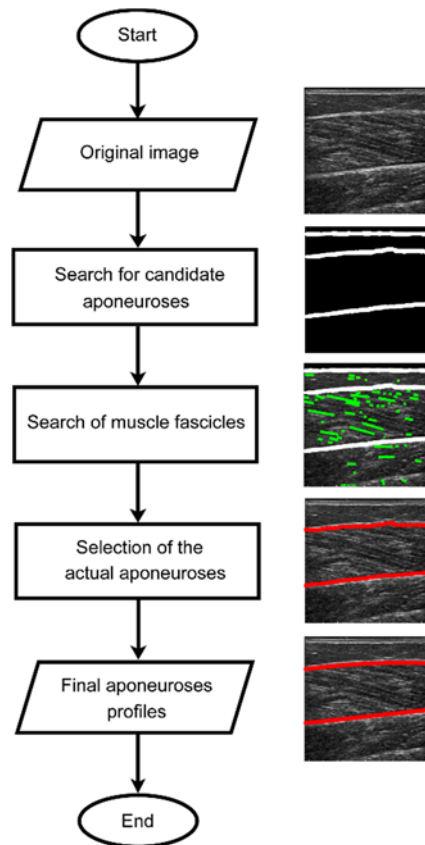 Start
Original image
Search for candidate
aponeuroses
Search of muscle fascicles
Selection of the
actual aponeuroses
Final aponeuroses
profiles
End